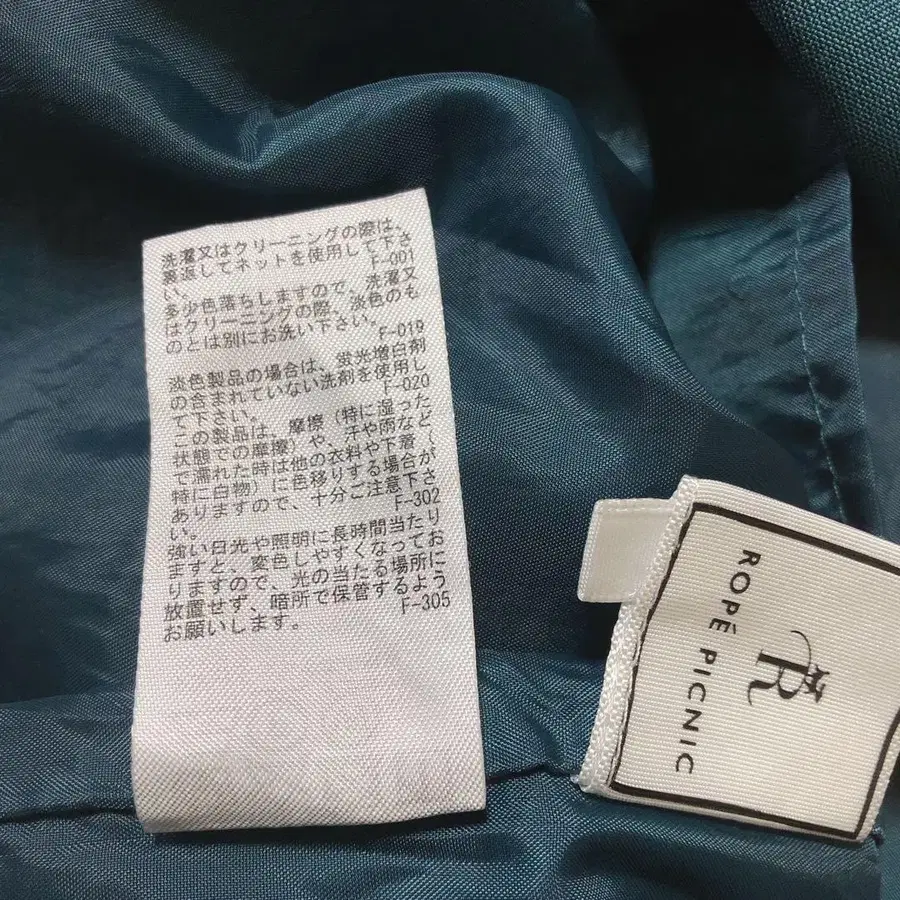 洗濯又はクリーニングの際は、
裏返してネットを使用して下さ
い。 F-001
多少色落ちしますので、洗濯又
はクリーニングの際、淡色のも
のとは別にお洗い下さい。
F-019
淡色製品の場合は、蛍光増白剤
の含まれていない洗剤を使用し
て下さい。 F-020
この製品は、摩擦（特に湿った
状態での摩擦）や、汗や雨など
で濡れた時は他の衣料や下着（
特に白物）に色移りする場合が
ありますので、十分ご注意下さ
い。 F-302
強い日光や照明に長時間当たり
ますと、変色しやすくなってお
りますので、光の当たる場所に
放置せず、暗所で保管するよう
お願いします。 F-305
R
ROPÉ PICNIC